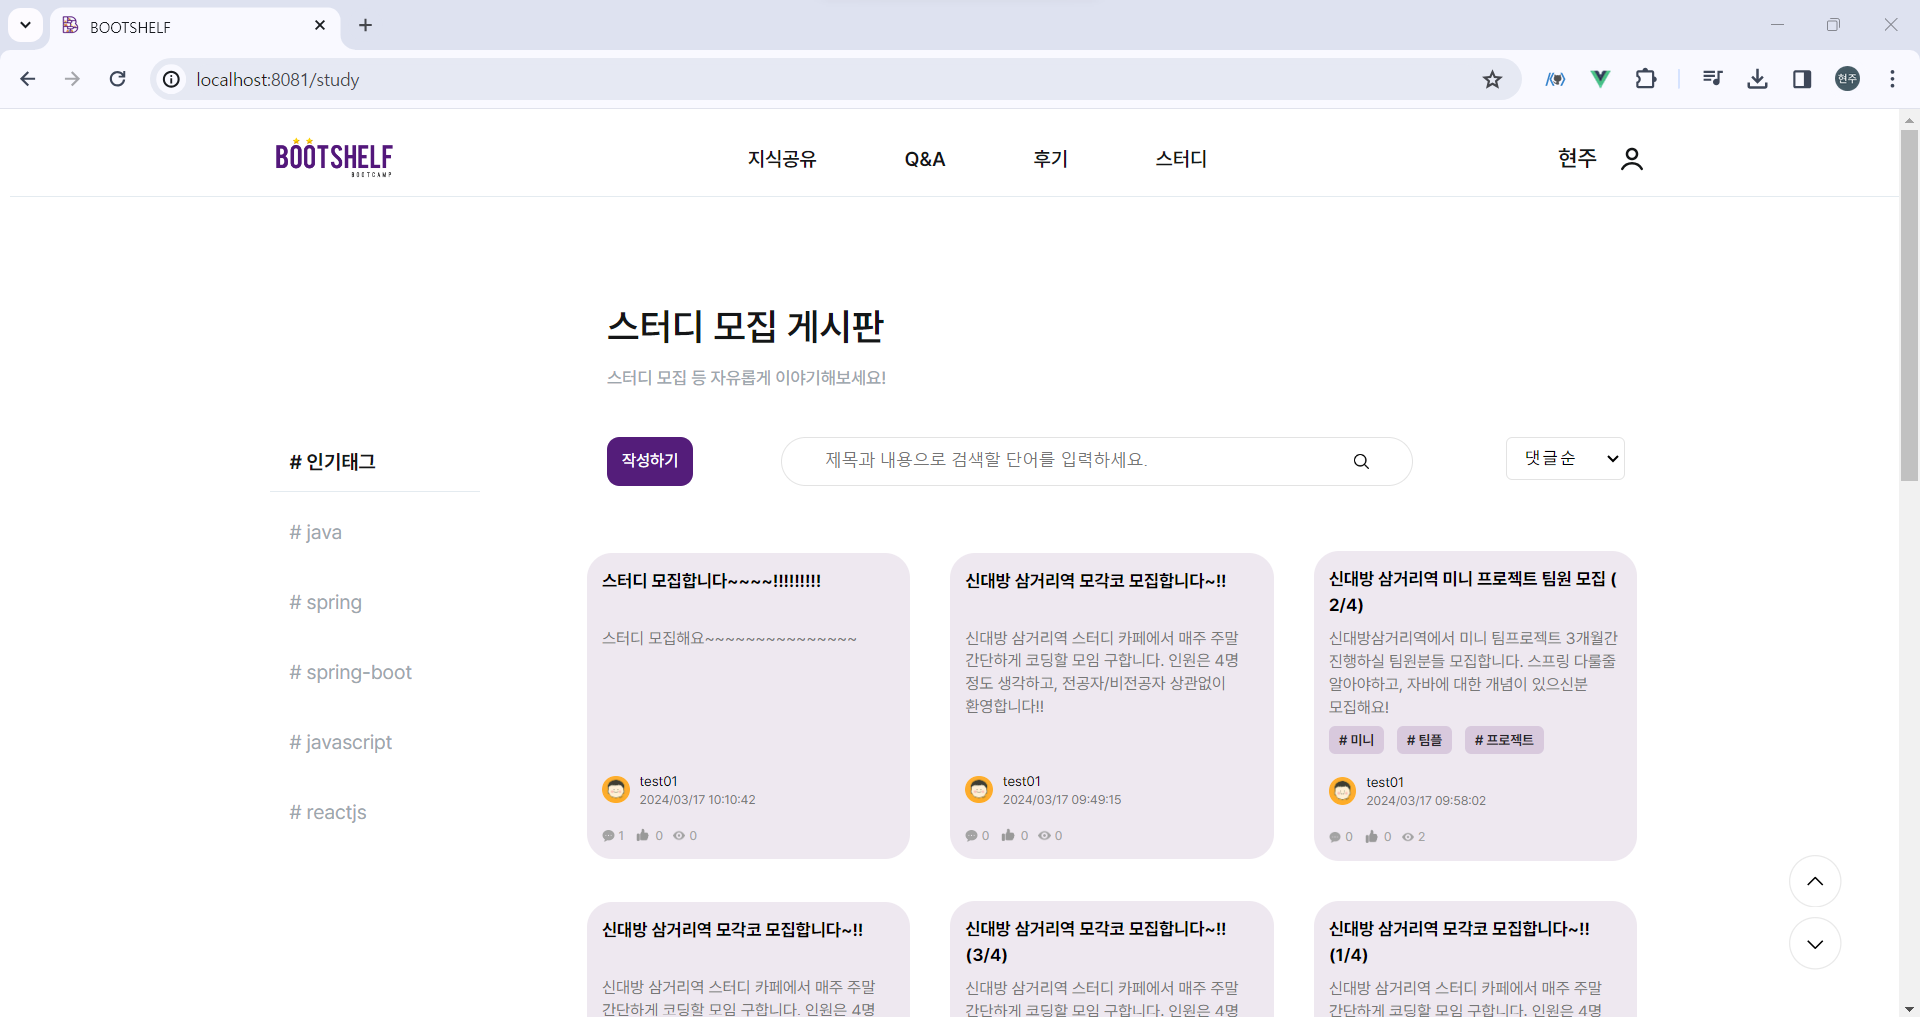 BOOTSHELF
localhost:8081/study
현주
BOOTSHELF
BOOTCAMP
지식공유
Q&A
후기
스터디
현주
스터디 모집 게시판
스터디 모집 등 자유롭게 이야기해보세요!
# 인기태그
작성하기
제목과 내용으로 검색할 단어를 입력하세요.
댓글순
# java
# spring
# spring-boot
# javascript
# reactjs
스터디 모집합니다~~~~!!!!!!!!!
스터디 모집해요~~~~~~~~~~~~~~~
test01
2024/03/17 10:10:42
1 0 0
신대방 삼거리역 모각코 모집합니다~!!
신대방 삼거리역 스터디 카페에서 매주 주말
간단하게 코딩할 모임 구합니다. 인원은 4명
정도 생각하고, 전공자/비전공자 상관없이
환영합니다!!
test01
2024/03/17 09:49:15
0 0 0
신대방 삼거리역 미니 프로젝트 팀원 모집 (
2/4)
신대방삼거리역에서 미니 팀프로젝트 3개월간
진행하실 팀원분들 모집합니다. 스프링 다룰줄
알아야하고, 자바에 대한 개념이 있으신분
모집해요!
# 미니 # 팀플 # 프로젝트
test01
2024/03/17 09:58:02
0 0 2
신대방 삼거리역 모각코 모집합니다~!!
신대방 삼거리역 스터디 카페에서 매주 주말
간단하게 코딩할 모임 구합니다. 인원은 4명
신대방 삼거리역 모각코 모집합니다~!!
(3/4)
신대방 삼거리역 스터디 카페에서 매주 주말
간단하게 코딩할 모임 구합니다. 인원은 4명
신대방 삼거리역 모각코 모집합니다~!!
(1/4)
신대방 삼거리역 스터디 카페에서 매주 주말
간단하게 코딩할 모임 구합니다. 인원은 4명